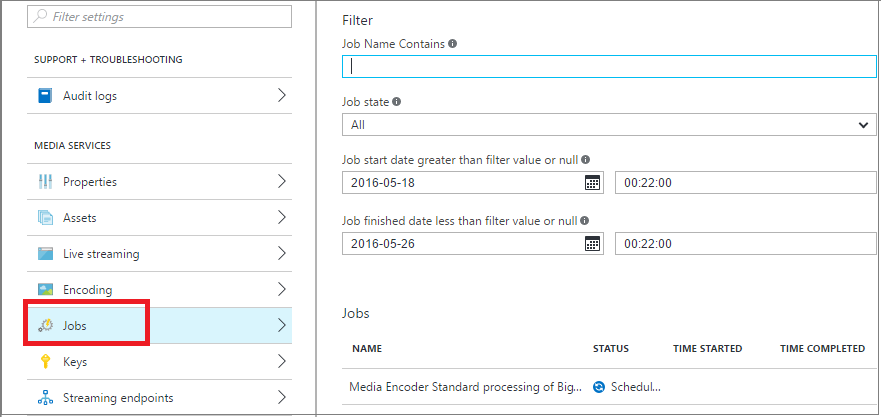 Filter settings
SUPPORT + TROUBLESHOOTING
Audit logs
MEDIA SERVICES
Properties
Assets
Live streaming
Encoding
Jobs
Keys
Streaming endpoints
Filter
Job Name Contains
Job state
All
Job start date greater than filter value or null
2016-05-18 00:22:00
Job finished date less than filter value or null
2016-05-26 00:22:00
Jobs
NAME STATUS TIME STARTED TIME COMPLETED
Media Encoder Standard processing of Big... Schedul...